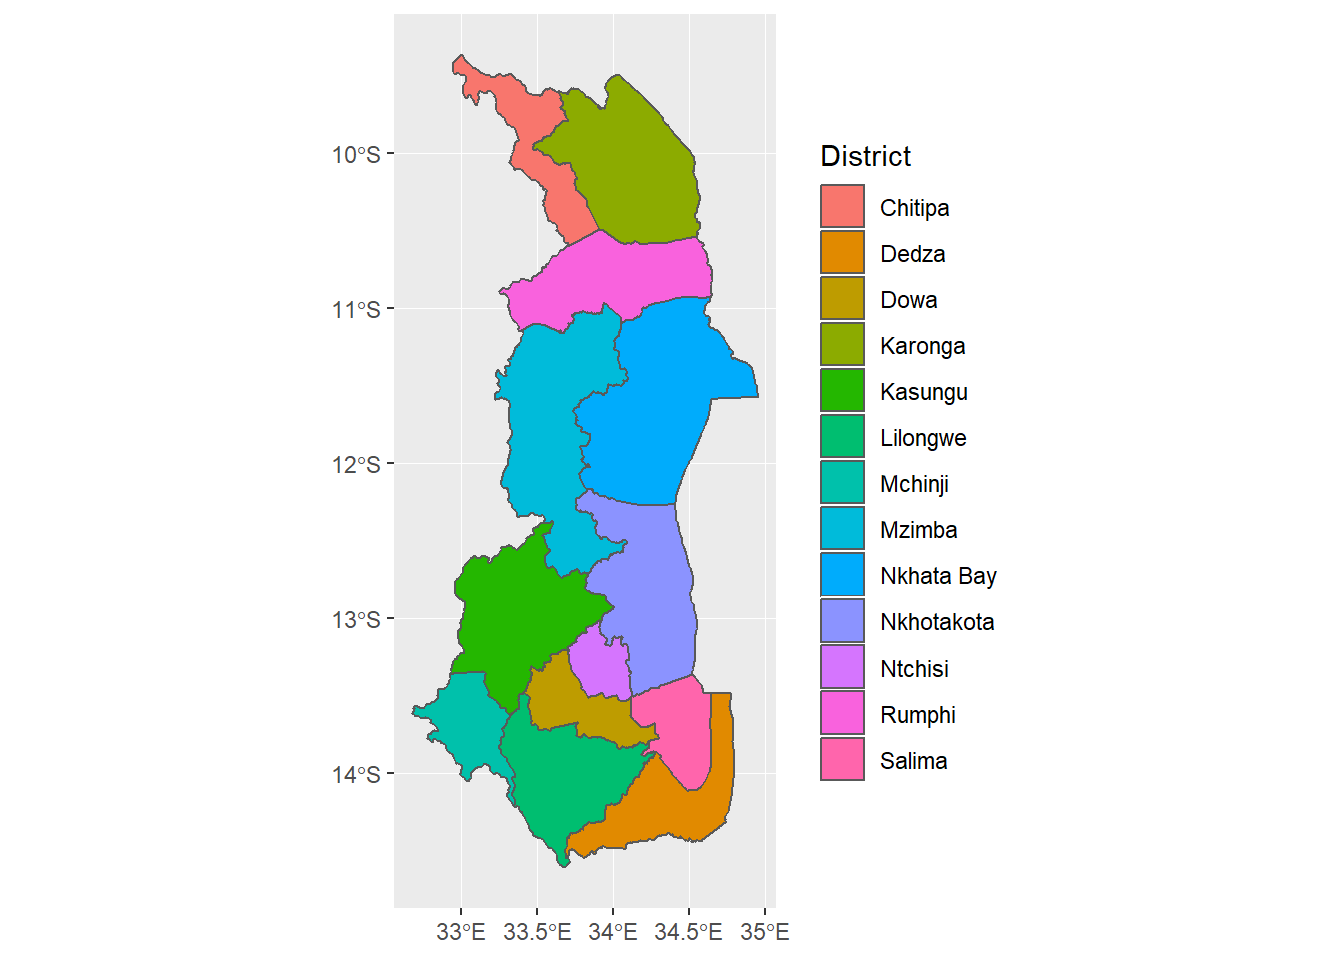 10°S
11°S
12°S
13°S
14°S
33°E 33.5°E 34°E 34.5°E 35°E
District
Chitipa
Dedza
Dowa
Karonga
Kasungu
Lilongwe
Mchinji
Mzimba
Nkhata Bay
Nkhotakota
Ntchisi
Rumphi
Salima